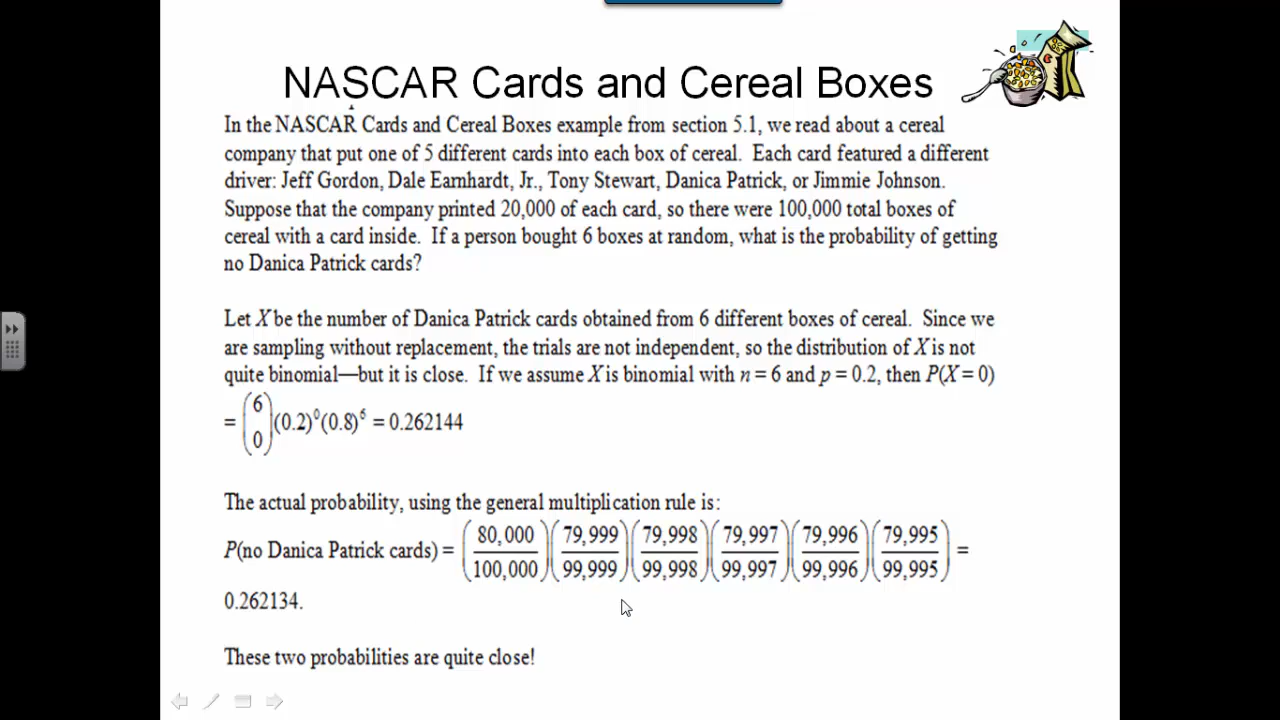 NASCAR Cards and Cereal Boxes
In the NASCAR Cards and Cereal Boxes example from section 5.1, we read about a cereal
company that put one of 5 different cards into each box of cereal. Each card featured a different
driver: Jeff Gordon, Dale Earnhardt, Jr., Tony Stewart, Danica Patrick, or Jimmie Johnson.
Suppose that the company printed 20,000 of each card, so there were 100,000 total boxes of
cereal with a card inside. If a person bought 6 boxes at random, what is the probability of getting
no Danica Patrick cards?
Let X be the number of Danica Patrick cards obtained from 6 different boxes of cereal. Since we
are sampling without replacement, the trials are not independent, so the distribution of X is not
quite binomial—but it is close. If we assume X is binomial with n = 6 and p = 0.2, then P(X = 0)
= (6 0)(0.2)⁰(0.8)⁶ = 0.262144
The actual probability, using the general multiplication rule is:
P(no Danica Patrick cards) = (80,000/100,000)(79,999/99,999)(79,998/99,998)(79,997/99,997)(79,996/99,996)(79,995/99,995) =
0.262134.
These two probabilities are quite close!